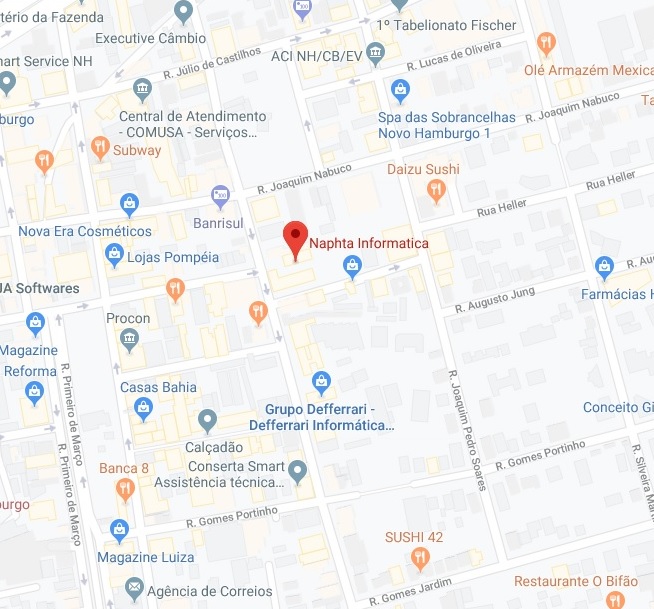 tério da Fazenda
Executive Câmbio
1º Tabelionato Fischer
R. Júlio de Castilhos
ACI NH/CB/EV
R. Lucas de Oliveira
mart Service NH
Olé Armazém Mexica
burgo
Central de Atendimento
- COMUSA - Serviços...
Spa das Sobrancelhas
Novo Hamburgo 1
R. Joaquim Nabuco
Ta
Subway
R. Joaquim Nabuco
Daizu Sushi
Rua Heller
Rua Heller
Banrisul
Nova Era Cosméticos
Naphta Informatica
Lojas Pompéia
R. Au
JA Softwares
R. Augusto Jung
Farmácias H
Procon
Magazine
Reforma
R. Primeiro de Março
Casas Bahia
Grupo Defferrari -
Defferrari Informática...
R. Joaquim Pedro Soares
Conceito Gi
Calçadão
R. Gomes Portinho
Conserta Smart
Assistência técnica...
Banca 8
R. Primeiro de Março
R. Silveira Ma
burgo
R. Gomes Portinho
Magazine Luiza
SUSHI 42
Agência de Correios
R. Gomes Jardim
Restaurante O Bifão